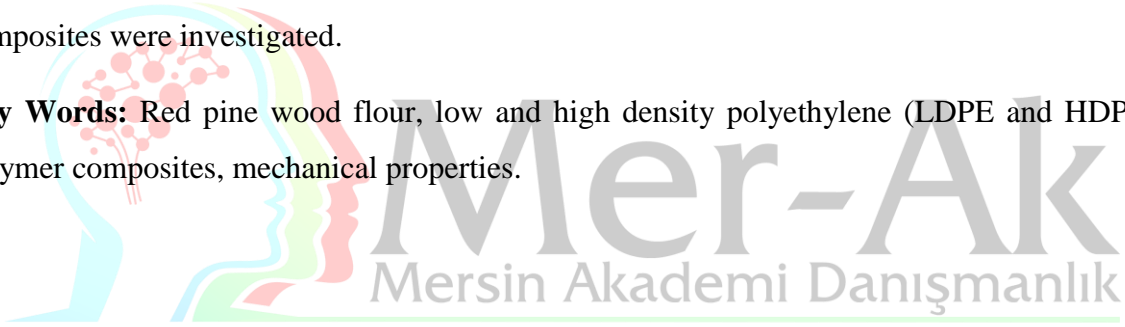 mposites were investigated.
y Words: Red pine wood flour, low and high density polyethylene (LDPE and HDP
ymer composites, mechanical properties.
Mer-Ak
Mersin Akademi Danışmanlık